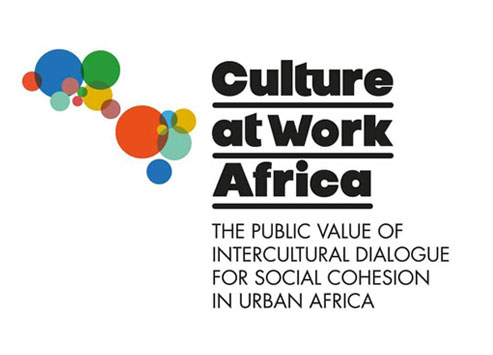 Culture
at Work
Africa
THE PUBLIC VALUE OF
INTERCULTURAL DIALOGUE
FOR SOCIAL COHESION
IN URBAN AFRICA